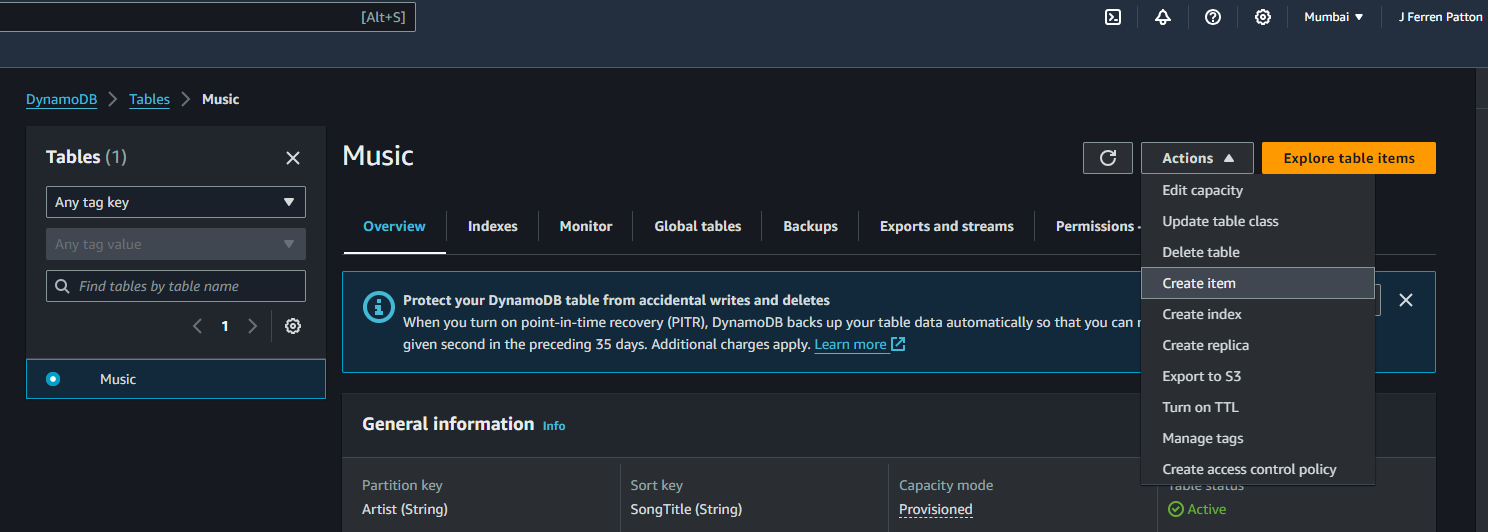 [Alt+S]
Mumbai
J Ferren Patton
DynamoDB
Tables
Music
Tables (1)
Any tag key
Any tag value
Find tables by table name
1
Music
Music
Actions
Explore table items
Edit capacity
Update table class
Delete table
Create item
Create index
Create replica
Export to S3
Turn on TTL
Manage tags
Create access control policy
Overview
Indexes
Monitor
Global tables
Backups
Exports and streams
Permissions
Protect your DynamoDB table from accidental writes and deletes
When you turn on point-in-time recovery (PITR), DynamoDB backs up your table data automatically so that you can
given second in the preceding 35 days. Additional charges apply. Learn more
General information Info
Partition key
Artist (String)
Sort key
SongTitle (String)
Capacity mode
Provisioned
Table status
Active